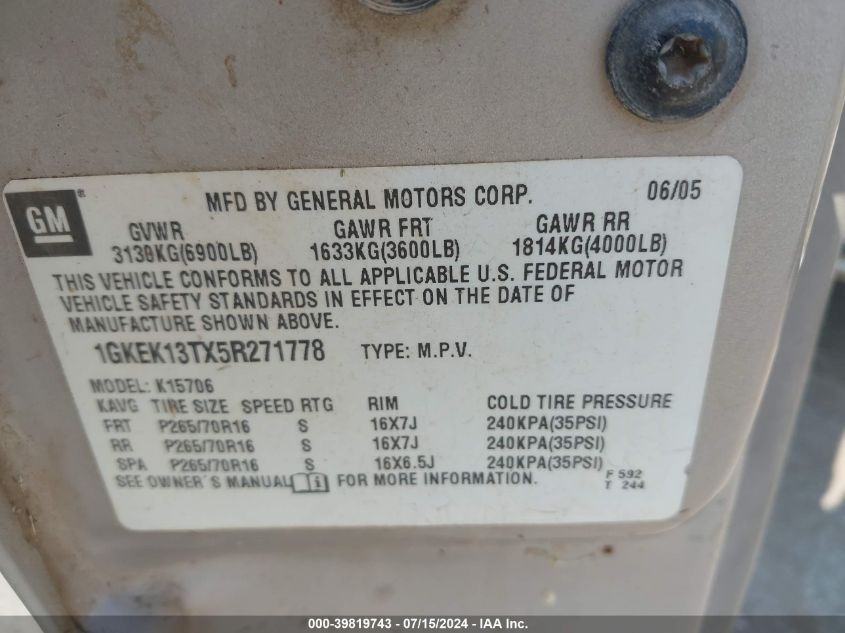 GM ®
MFD BY GENERAL MOTORS CORP. 06/05
GVWR GAWR FRT GAWR RR
3130KG(6900LB) 1633KG(3600LB) 1814KG(4000LB)
THIS VEHICLE CONFORMS TO ALL APPLICABLE U.S. FEDERAL MOTOR
VEHICLE SAFETY STANDARDS IN EFFECT ON THE DATE OF
MANUFACTURE SHOWN ABOVE.
1GKEK13TX5R271778 TYPE: M.P.V.
MODEL: K15706
KAVG TIRE SIZE SPEED RTG RIM COLD TIRE PRESSURE
FRT P265/70R16 S 16X7J 240KPA(35PSI)
RR P265/70R16 S 16X7J 240KPA(35PSI)
SPA P265/70R16 S 16X6.5J 240KPA(35PSI)
SEE OWNER'S MANUAL FOR MORE INFORMATION.
F 592
T 244
000-39819743 - 07/15/2024 - IAA Inc.